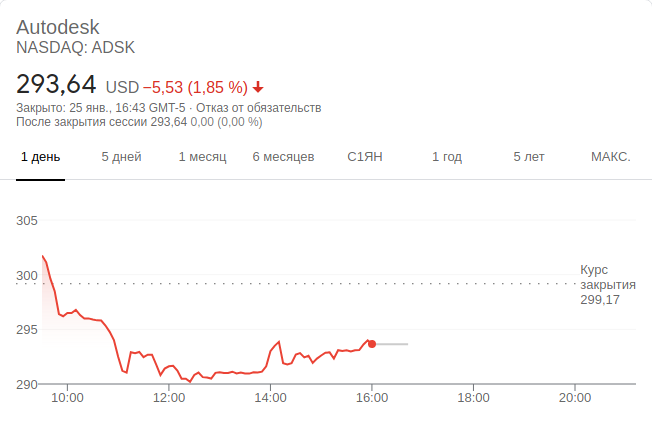 Autodesk
NASDAQ: ADSK
293,64 USD −5,53 (1,85 %)
Закрыто: 25 янв., 16:43 GMT-5 · Отказ от обязательств
После закрытия сессии 293,64 0,00 (0,00 %)
1 день 5 дней 1 месяц 6 месяцев С1ЯН 1 год 5 лет МАКС.
305
300
295
290
Курс
закрытия
299,17
10:00 12:00 14:00 16:00 18:00 20:00